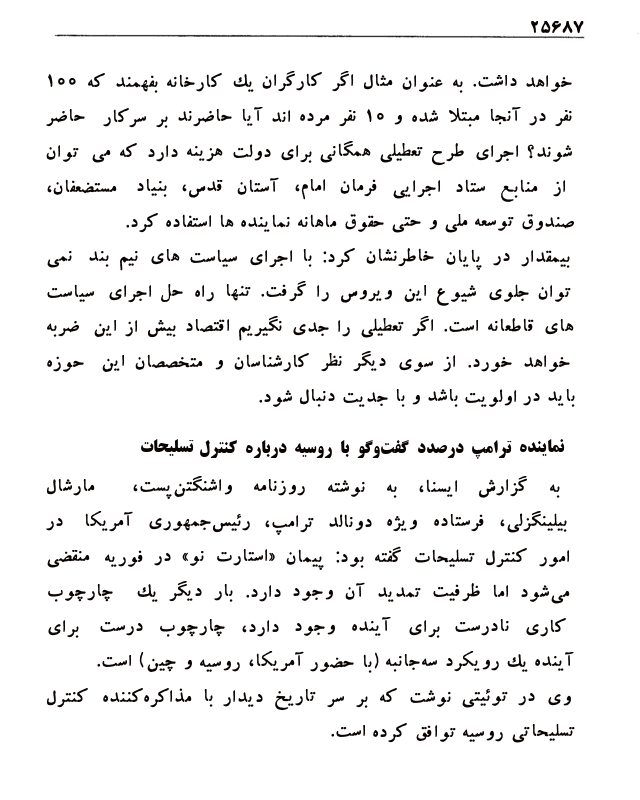 ۲۵۶۸۷
خواهد داشت. به عنوان مثال اگر کارگران یك کارخانه بفهمند که ۱۰۰
نفر در آنجا مبتلا شده و ۱۰ نفر مرده اند آیا حاضرند بر سرکار حاضر
شوند؟ اجرای طرح تعطیلی همگانی برای دولت هزینه دارد که می توان
از منابع ستاد اجرایی فرمان امام، آستان قدس، بنیاد مستضعفان،
صندوق توسعه ملی و حتی حقوق ماهانه نماینده ها استفاده کرد.
بیمقدار در پایان خاطرنشان کرد: با اجرای سیاست های نیم بند نمی
توان جلوی شیوع این ویروس را گرفت. تنها راه حل اجرای سیاست
های قاطعانه است. اگر تعطیلی را جدی نگیریم اقتصاد بیش از این ضربه
خواهد خورد. از سوی دیگر نظر کارشناسان و متخصصان این حوزه
باید در اولویت باشد و با جدیت دنبال شود.
نماینده ترامپ درصدد گفت‌وگو با روسیه درباره کنترل تسلیحات
به گزارش ایسنا، به نوشته روزنامه واشنگتن‌پست، مارشال
بیلینگزلی، فرستاده ویژه دونالد ترامپ، رئیس‌جمهوری آمریکا در
امور کنترل تسلیحات گفته بود: پیمان «استارت نو» در فوریه منقضی
می‌شود اما ظرفیت تمدید آن وجود دارد. بار دیگر یك چارچوب
کاری نادرست برای آینده وجود دارد، چارچوب درست برای
آینده یك رویکرد سه‌جانبه (با حضور آمریکا، روسیه و چین) است.
وی در توئیتی نوشت که بر سر تاریخ دیدار با مذاکره‌کننده کنترل
تسلیحاتی روسیه توافق کرده است.